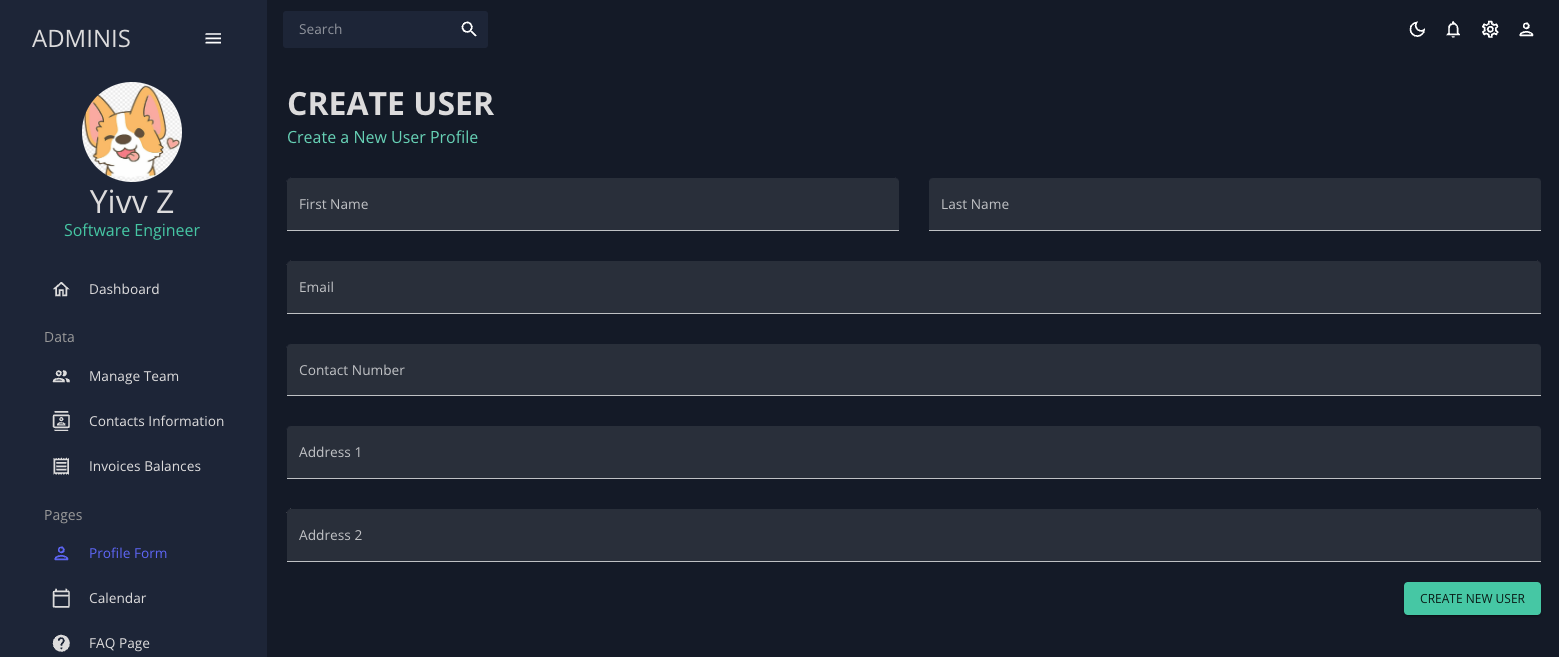 ADMINIS
Yivv Z
Software Engineer
Dashboard
Data
Manage Team
Contacts Information
Invoices Balances
Pages
Profile Form
Calendar
FAQ Page
Search
CREATE USER
Create a New User Profile
First Name
Last Name
Email
Contact Number
Address 1
Address 2
CREATE NEW USER